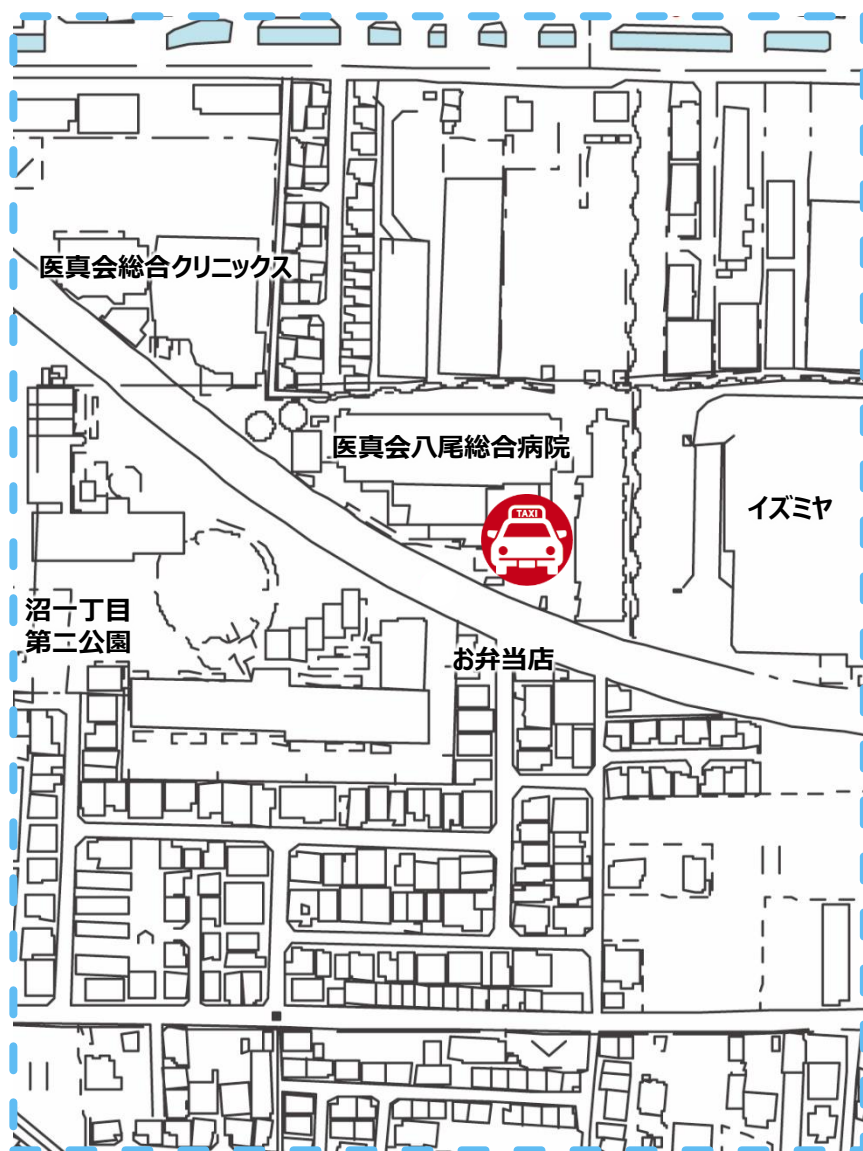 医真会総合クリニックス
医真会八尾総合病院
TAXI
イズミヤ
沼一丁目
第二公園
お弁当店